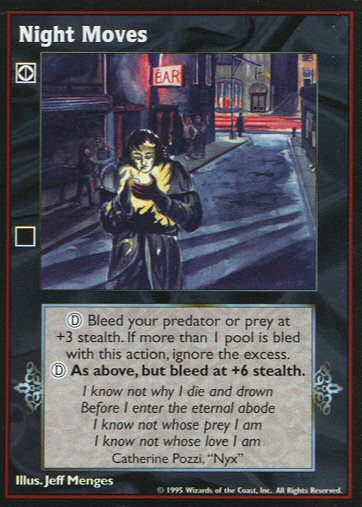 Night Moves
BAR
Ⓓ Bleed your predator or prey at
+3 stealth. If more than 1 pool is bled
with this action, ignore the excess.
Ⓓ As above, but bleed at +6 stealth.
I know not why I die and drown
Before I enter the eternal abode
I know not whose prey I am
I know not whose love I am
Catherine Pozzi, “Nyx”
Illus. Jeff Menges
© 1995 Wizards of the Coast, Inc. All Rights Reserved.